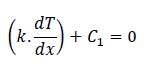 (k. dT/dx) + C₁ = 0